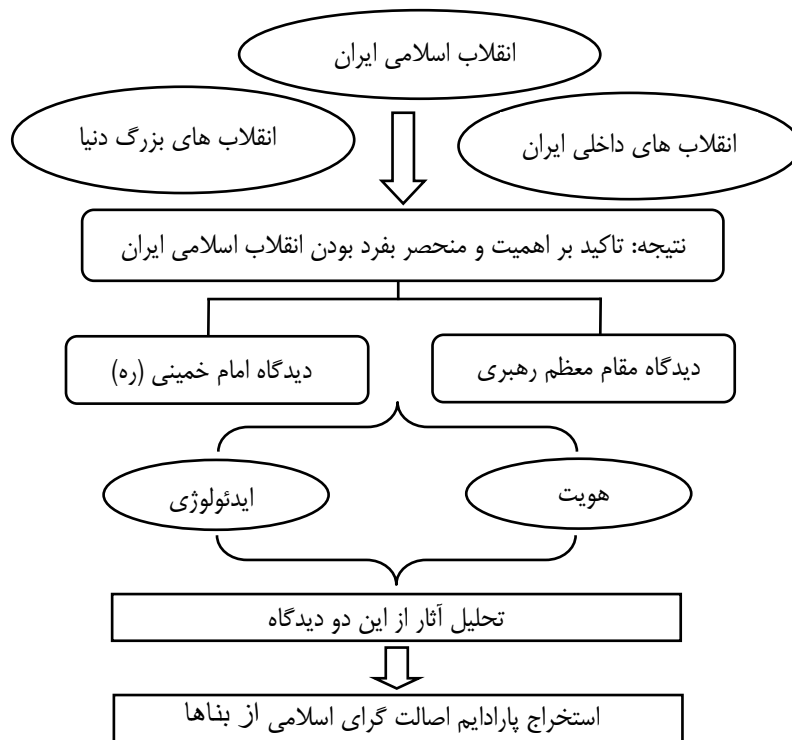 انقلاب اسلامی ایران
انقلاب های داخلی ایران
انقلاب های بزرگ دنیا
نتیجه: تاکید بر اهمیت و منحصر بفرد بودن انقلاب اسلامی ایران
دیدگاه مقام معظم رهبری
دیدگاه امام خمینی (ره)
هویت
ایدئولوژی
تحلیل آثار از این دو دیدگاه
استخراج پارادایم اصالت گرای اسلامی از بناها